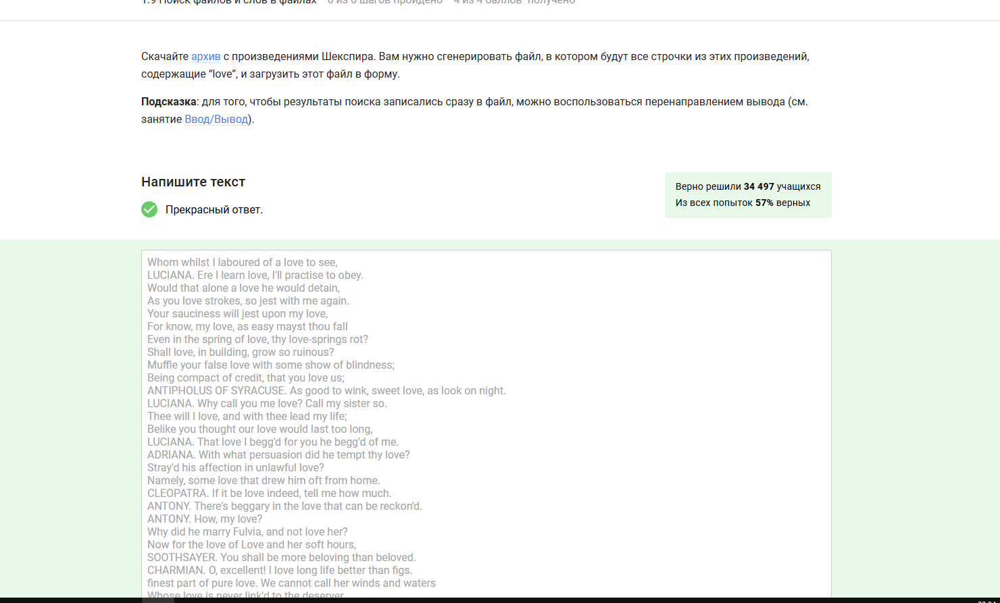 1.9 Поиск файлов и слов в файлах 6 из 6 шагов пройдено 4 из 4 баллов получено
Скачайте архив с произведениями Шекспира. Вам нужно сгенерировать файл, в котором будут все строчки из этих произведений,
содержащие “love”, и загрузить этот файл в форму.
Подсказка: для того, чтобы результаты поиска записались сразу в файл, можно воспользоваться перенаправлением вывода (см.
занятие Ввод/Вывод).
Напишите текст
Прекрасный ответ.
Верно решили 34 497 учащихся
Из всех попыток 57% верных
Whom whilst I laboured of a love to see,
LUCIANA. Ere I learn love, I'll practise to obey.
Would that alone a love he would detain,
As you love strokes, so jest with me again.
Your sauciness will jest upon my love,
For know, my love, as easy mayst thou fall
Even in the spring of love, thy love-springs rot?
Shall love, in building, grow so ruinous?
Muffle your false love with some show of blindness;
Being compact of credit, that you love us;
ANTIPHOLUS OF SYRACUSE. As good to wink, sweet love, as look on night.
LUCIANA. Why call you me love? Call my sister so.
Thee will I love, and with thee lead my life;
Belike you thought our love would last too long,
LUCIANA. That love I begg'd for you he begg'd of me.
ADRIANA. With what persuasion did he tempt thy love?
Stray'd his affection in unlawful love?
Namely, some love that drew him oft from home.
CLEOPATRA. If it be love indeed, tell me how much.
ANTONY. There's beggary in the love that can be reckon'd.
ANTONY. How, my love?
Why did he marry Fulvia, and not love her?
Now for the love of Love and her soft hours,
SOOTHSAYER. You shall be more beloving than beloved.
CHARMIAN. O, excellent! I love long life better than figs.
finest part of pure love. We cannot call her winds and waters
Whose love is never link'd to the deserver